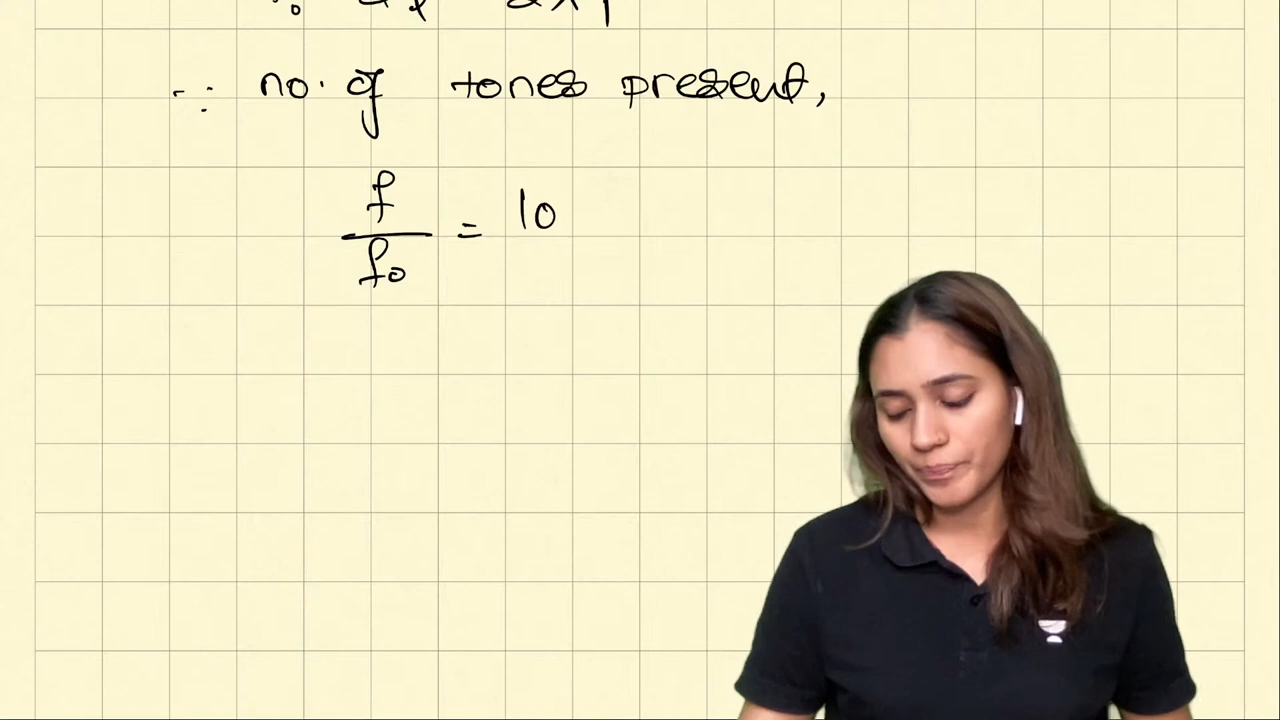 ∵ no. of tones present,
f
— = 10
f₀